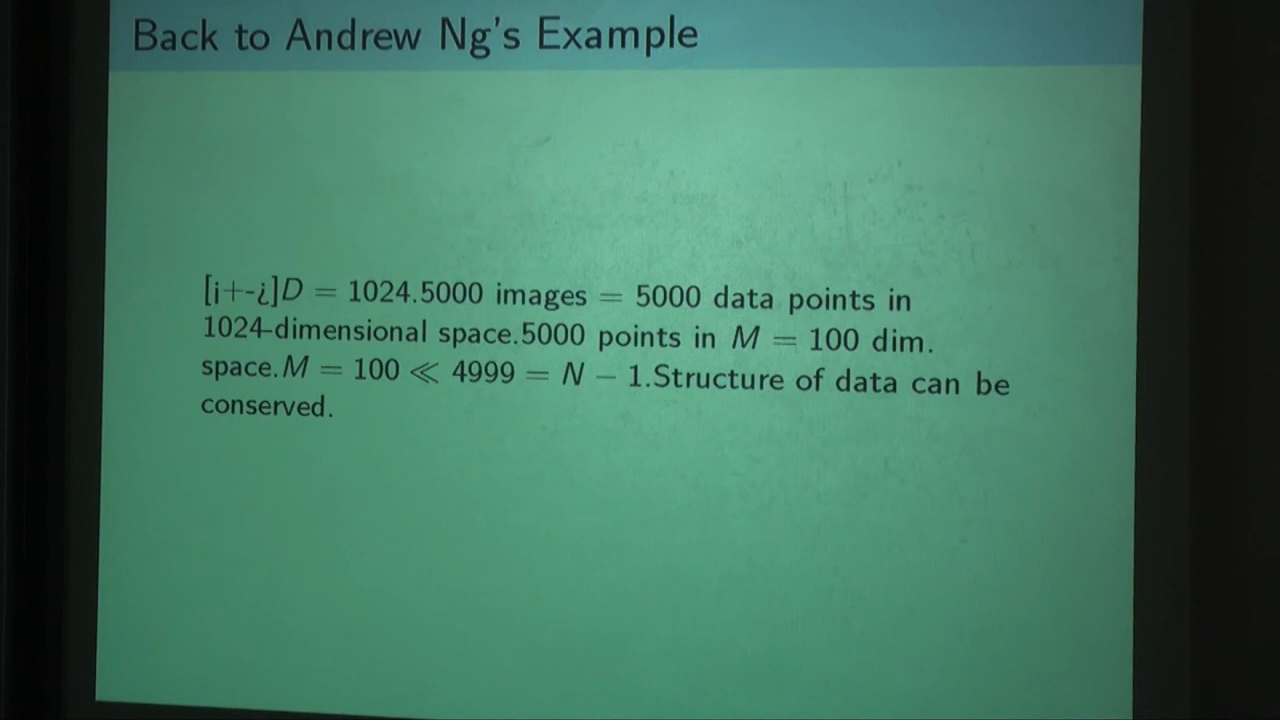 Back to Andrew Ng's Example
[¡+-¿]D = 1024.5000 images = 5000 data points in
1024-dimensional space.5000 points in M = 100 dim.
space.M = 100 ≪ 4999 = N − 1.Structure of data can be
conserved.